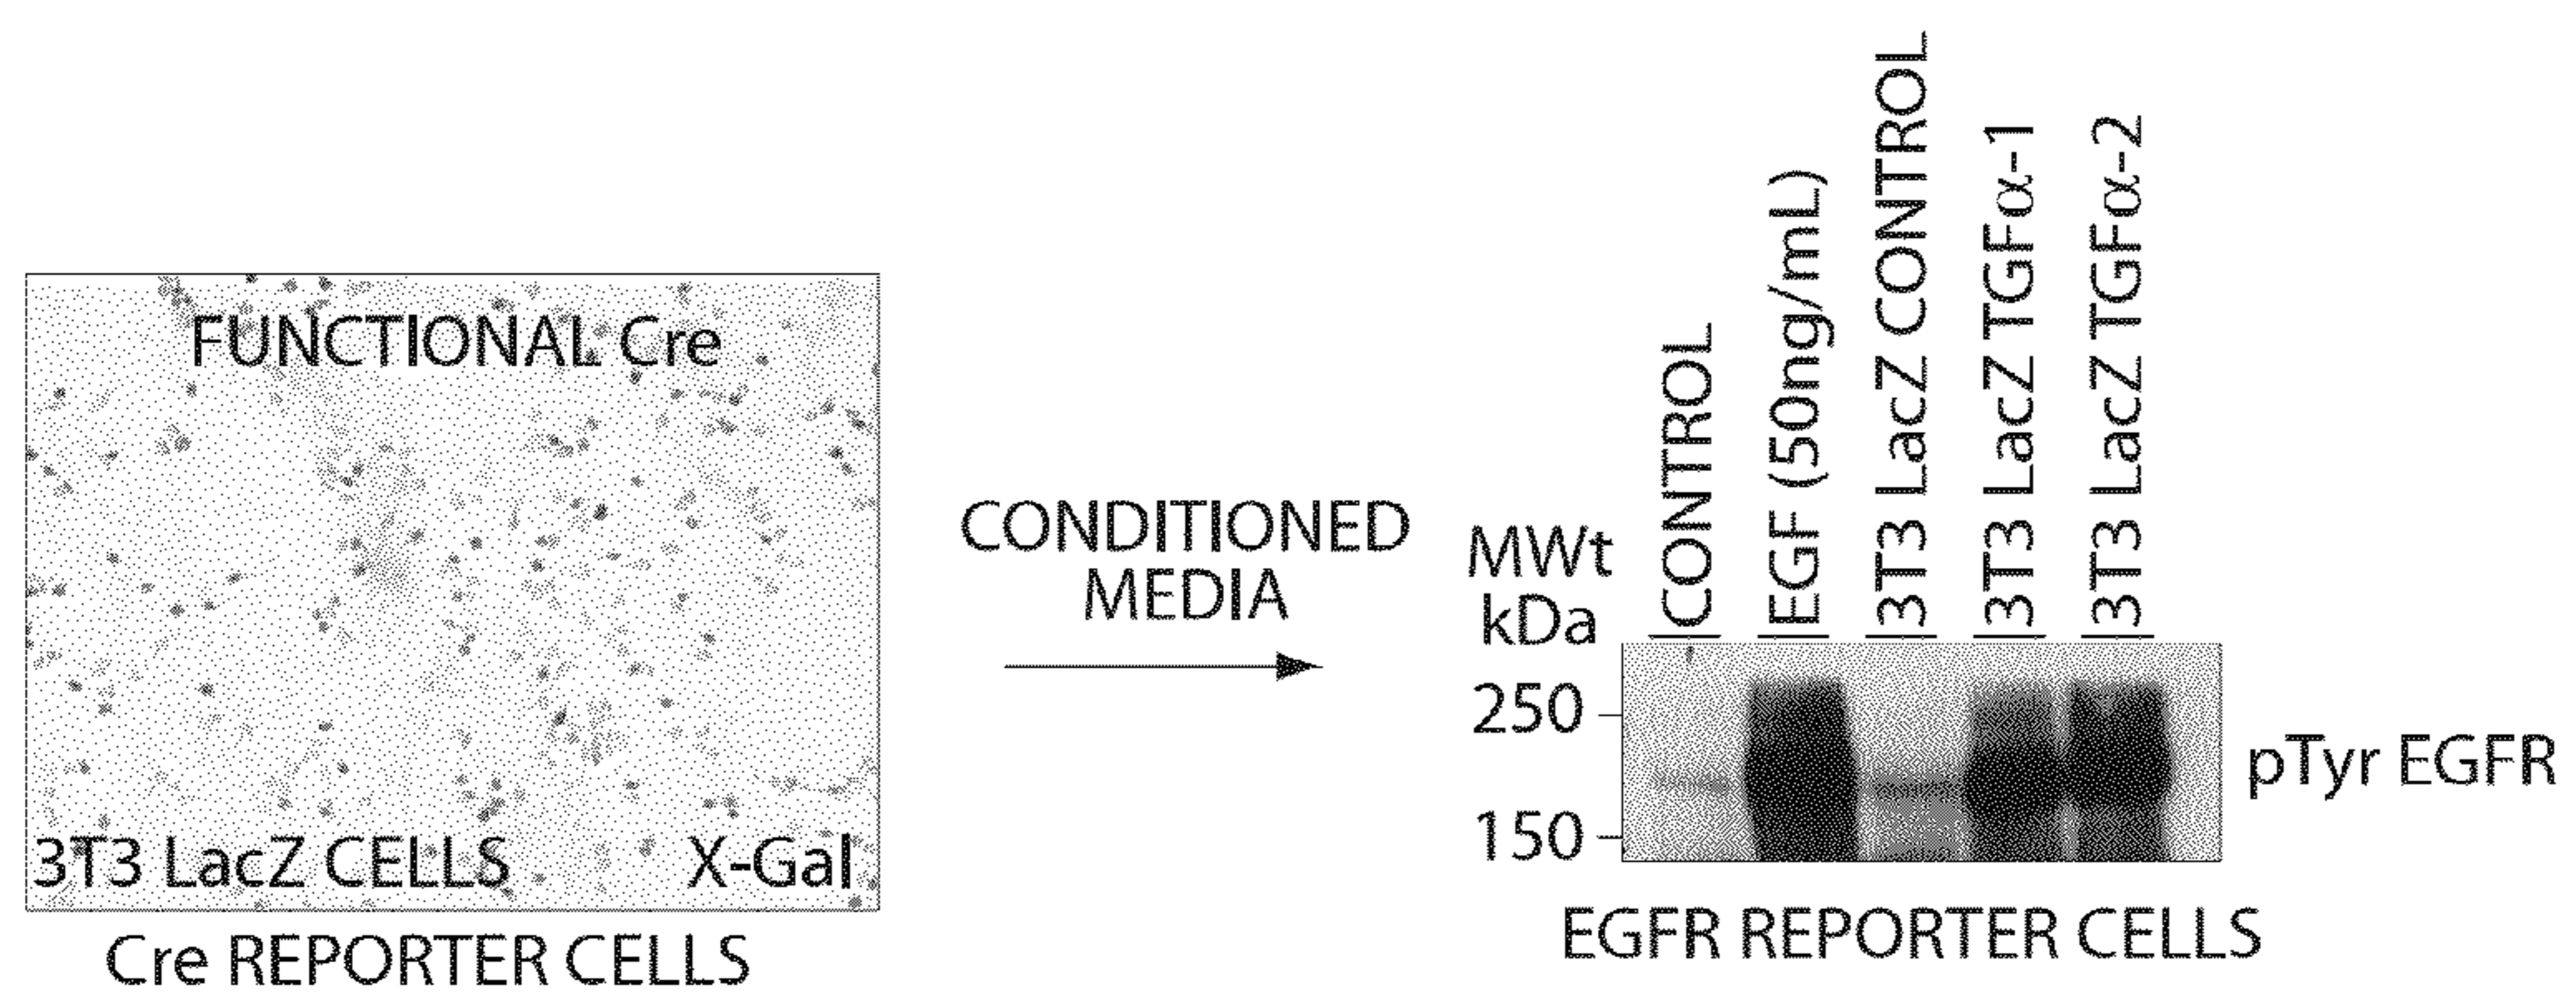 FUNCTIONAL Cre
3T3 LacZ CELLS X-Gal
Cre REPORTER CELLS
CONDITIONED
MEDIA
MWt
kDa
CONTROL
EGF (50ng/mL)
3T3 LacZ CONTROL
3T3 LacZ TGFα-1
3T3 LacZ TGFα-2
250
150
pTyr EGFR
EGFR REPORTER CELLS